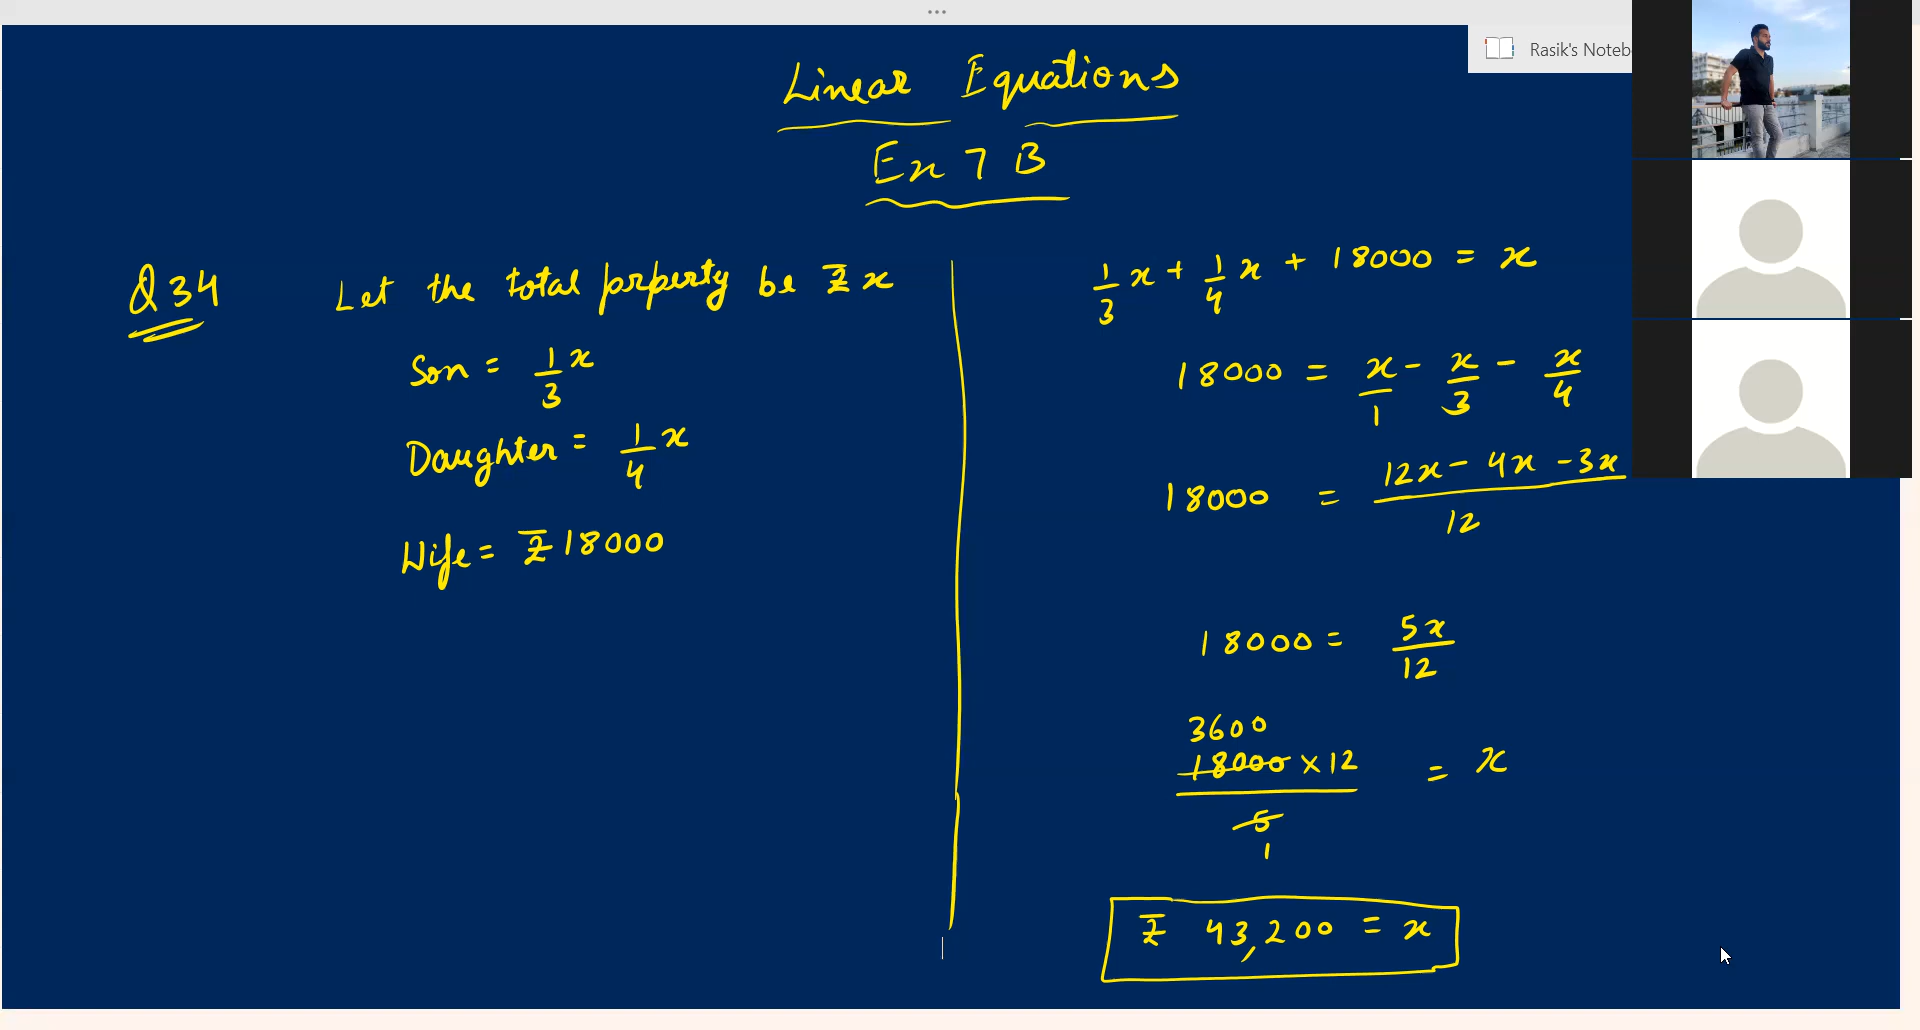 Linear Equations
Ex 7 B
Rasik's Noteb
Q 34
Let the total prperty be ₹ x
Son = 1/3 x
Daughter = 1/4 x
Wife = ₹ 18000
1/3 x + 1/4 x + 18000 = x
18000 = x/1 - x/3 - x/4
18000 = 12x - 4x - 3x / 12
18000 = 5x/12
3600
18000 × 12 / 5 = x
1
₹ 43,200 = x